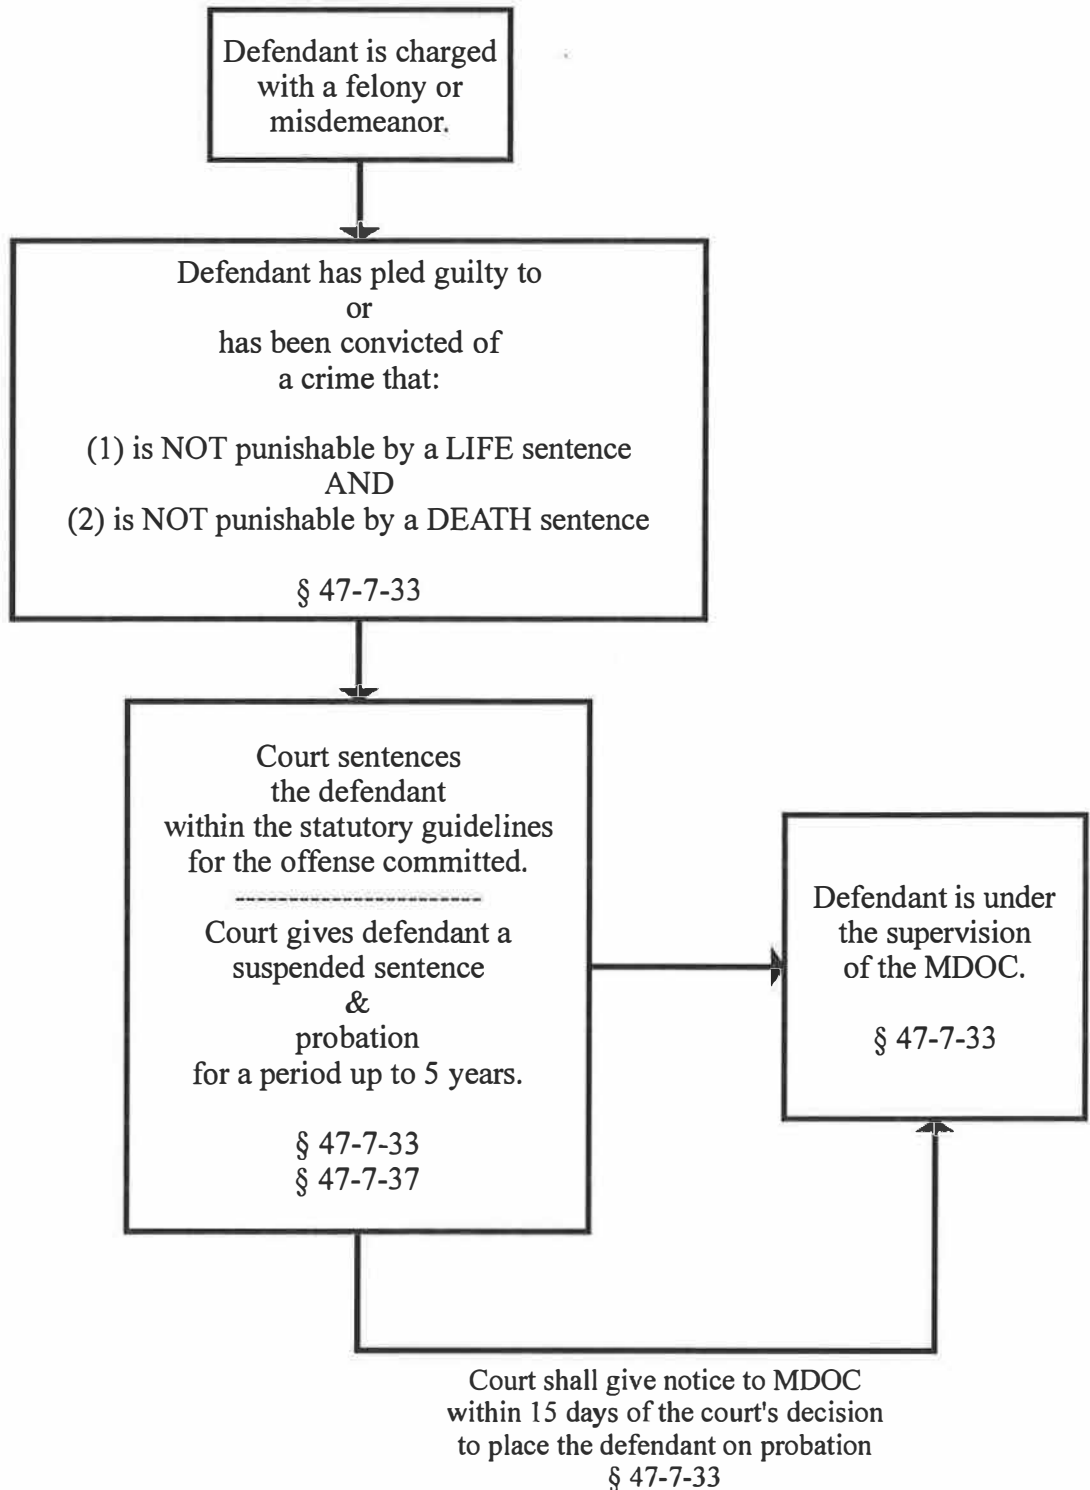 Defendant is charged
with a felony or
misdemeanor.
Defendant has pled guilty to
or
has been convicted of
a crime that:
(1) is NOT punishable by a LIFE sentence
AND
(2) is NOT punishable by a DEATH sentence
§ 47-7-33
Court sentences
the defendant
within the statutory guidelines
for the offense committed.
------------------------
Court gives defendant a
suspended sentence
&
probation
for a period up to 5 years.
§ 47-7-33
§ 47-7-37
Defendant is under
the supervision
of the MDOC.
§ 47-7-33
Court shall give notice to MDOC
within 15 days of the court's decision
to place the defendant on probation
§ 47-7-33